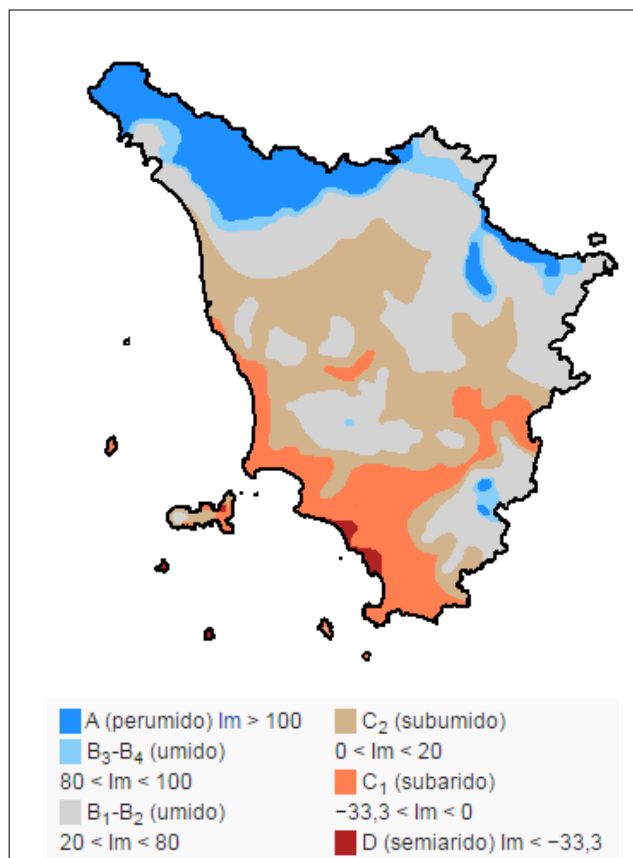 A (perumido) Im > 100
B₃-B₄ (umido)
80 < Im < 100
B₁-B₂ (umido)
20 < Im < 80
C₂ (subumido)
0 < Im < 20
C₁ (subarido)
−33,3 < Im < 0
D (semiarido) Im < −33,3